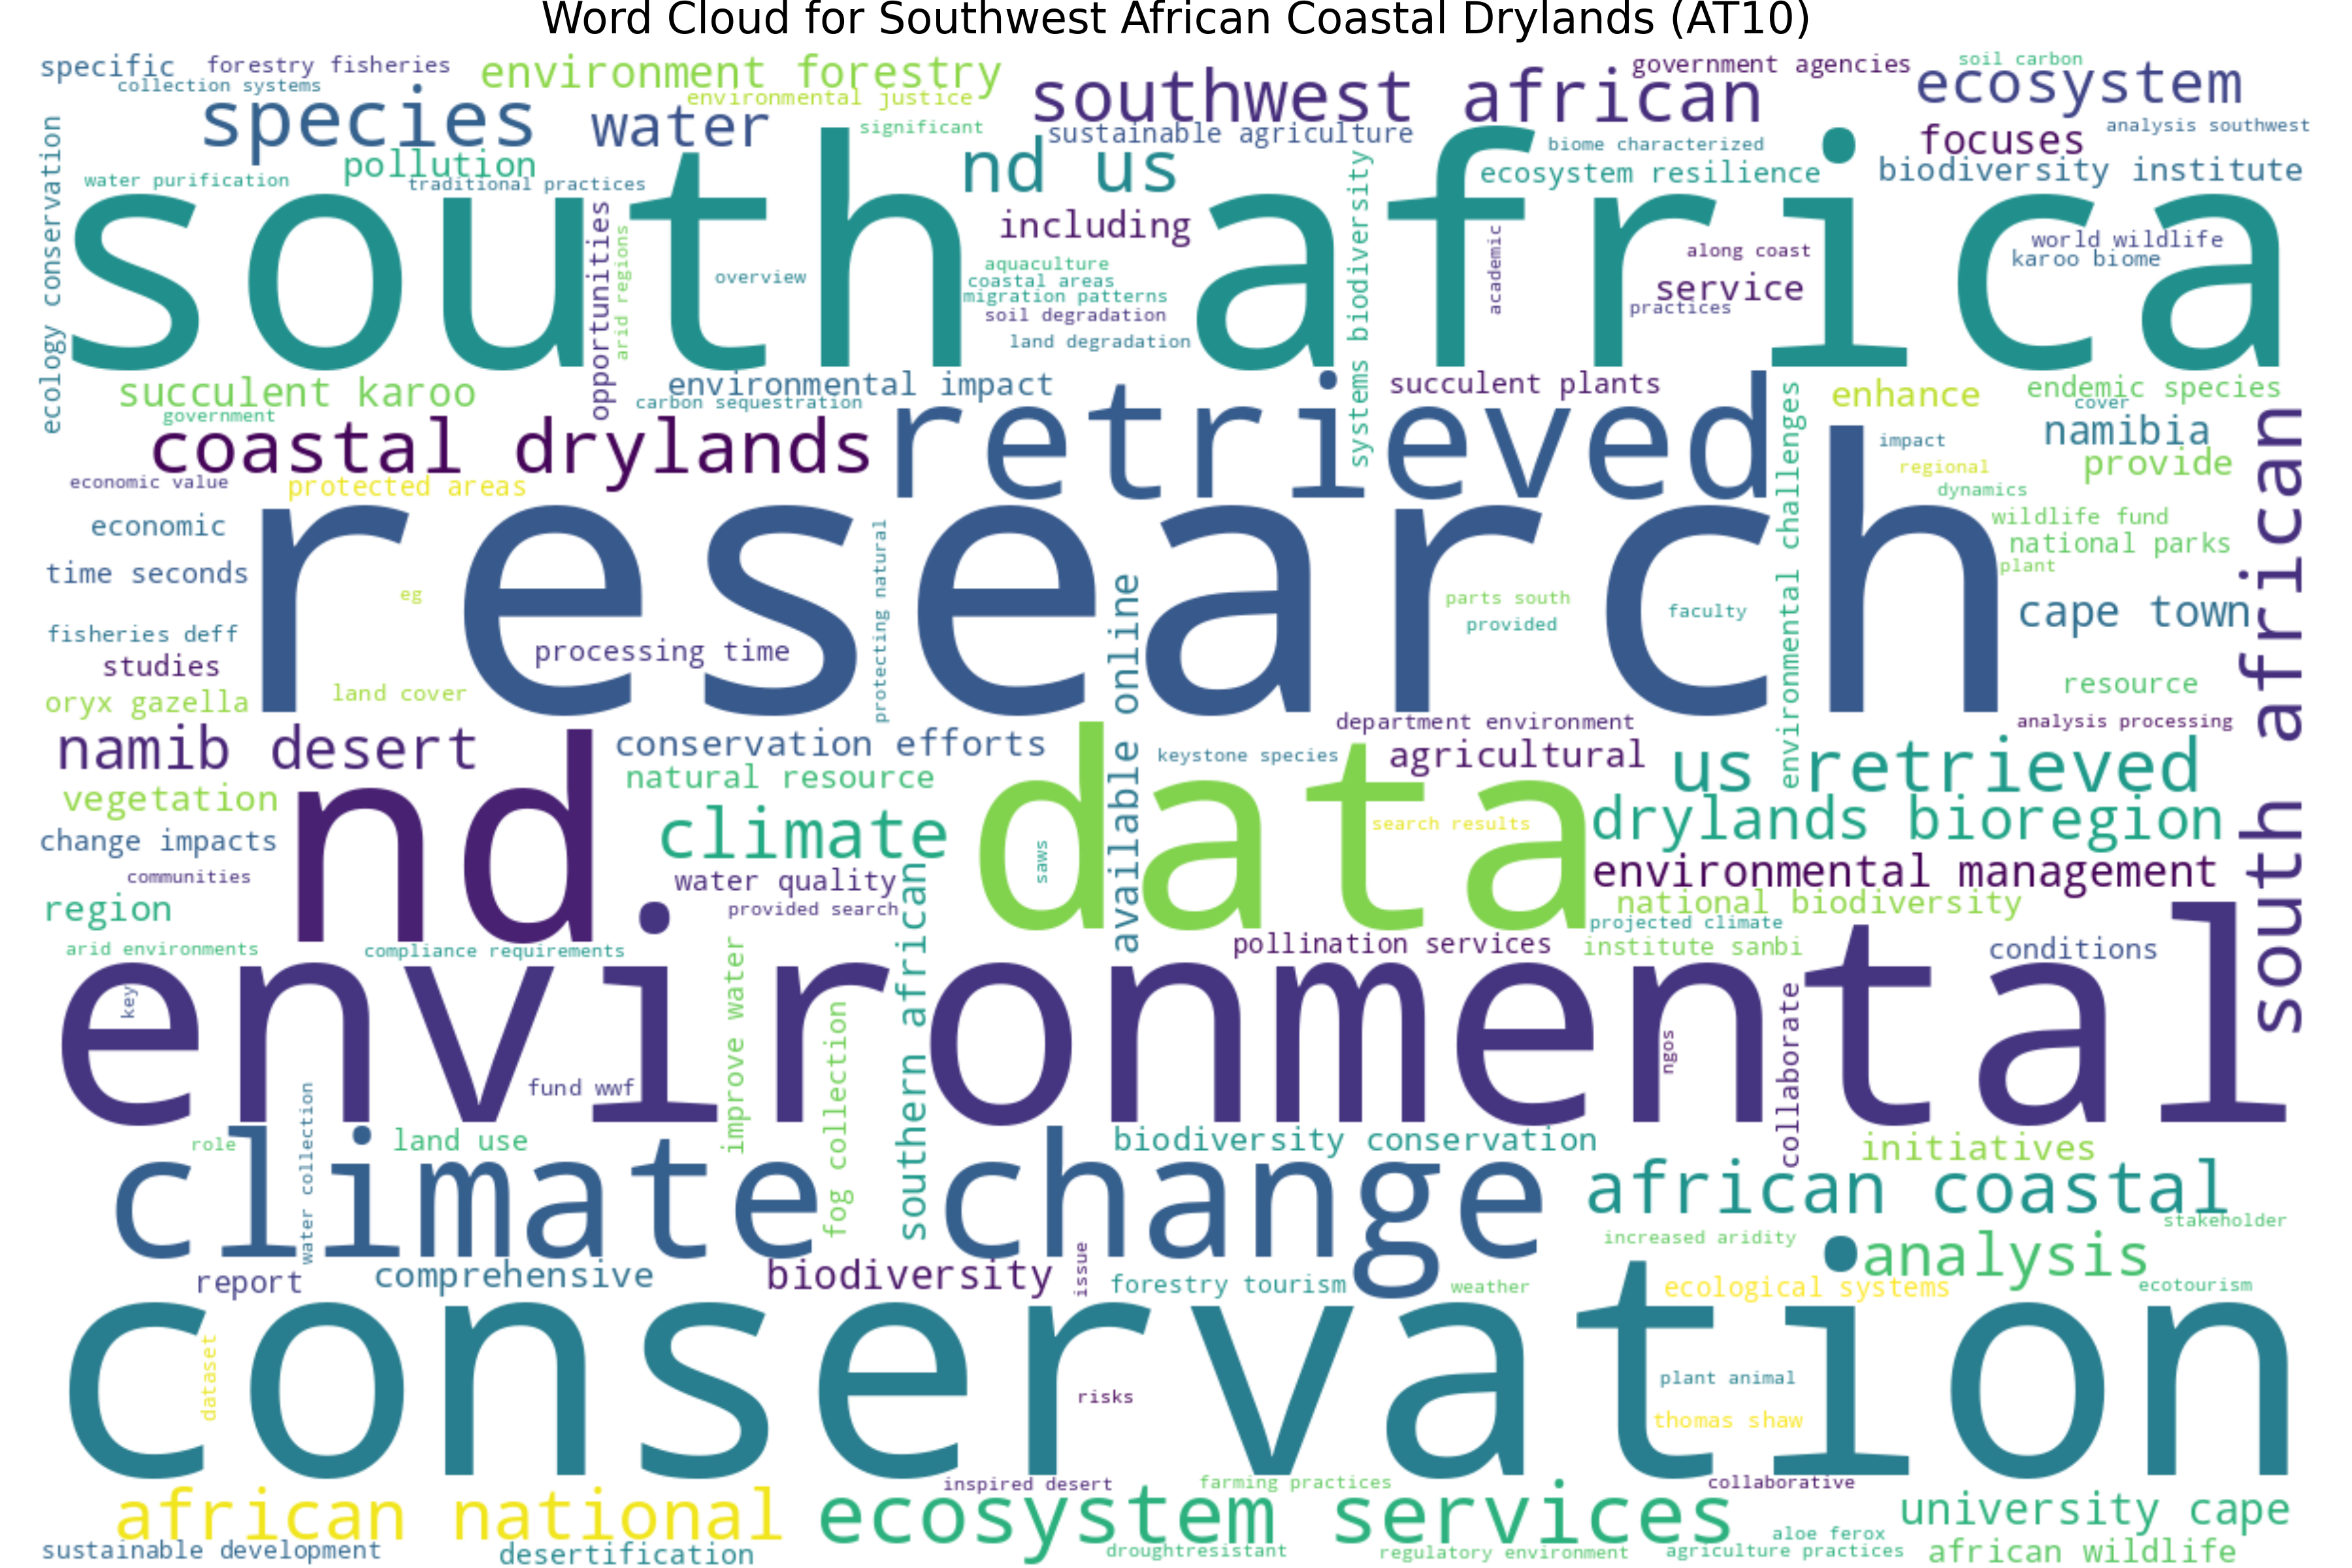 Word Cloud for Southwest African Coastal Drylands (AT10)
specific
forestry fisheries
collection systems
environment forestry
environmental justice
southwest african
government agencies
soil carbon
ecosystem
species
water
significant
sustainable agriculture
nd us
biome characterized
focuses
analysis southwest
pollution
water purification
traditional practices
ecosystem resilience
biodiversity institute
ecology conservation
south africa
opportunities
arid regions
overview
including
aquaculture
coastal areas
migration patterns
soil degradation
land degradation
systems biodiversity
academic
along coast
service
practices
world wildlife
karoo biome
succulent karoo
government
environmental impact
carbon sequestration
succulent plants
enhance
endemic species
cover
coastal drylands
retrieved
environmental challenges
impact
namibia
regional
provide
dynamics
south african
economic value
protected areas
economic
time seconds
research
eg
processing time
protecting natural
available online
parts south
provided
faculty
wildlife fund
national parks
plant
cape town
fisheries deff
studies
oryx gazella
land cover
resource
department environment
analysis processing
namib desert
conservation efforts
natural resource
keystone species
agricultural
us retrieved
vegetation
nd
climate
data
saws
search results
drylands bioregion
change impacts
communities
water quality
environmental management
region
provided search
national biodiversity
projected climate
arid environments
compliance requirements
southern african
pollination services
institute sanbi
conditions
environmental
key
improve water
fog collection
fund wwf
ngos
collaborate
role
water collection
land use
biodiversity conservation
initiatives
climate change
african coastal
stakeholder
increased aridity
report
comprehensive
biodiversity
issue
forestry tourism
weather
analysis
ecological systems
ecotourism
conservation
dataset
risks
plant animal
thomas shaw
inspired desert
farming practices
collaborative
african national
ecosystem services
university cape
sustainable development
desertification
droughtresistant
regulatory environment
aloe ferox
agriculture practices
african wildlife